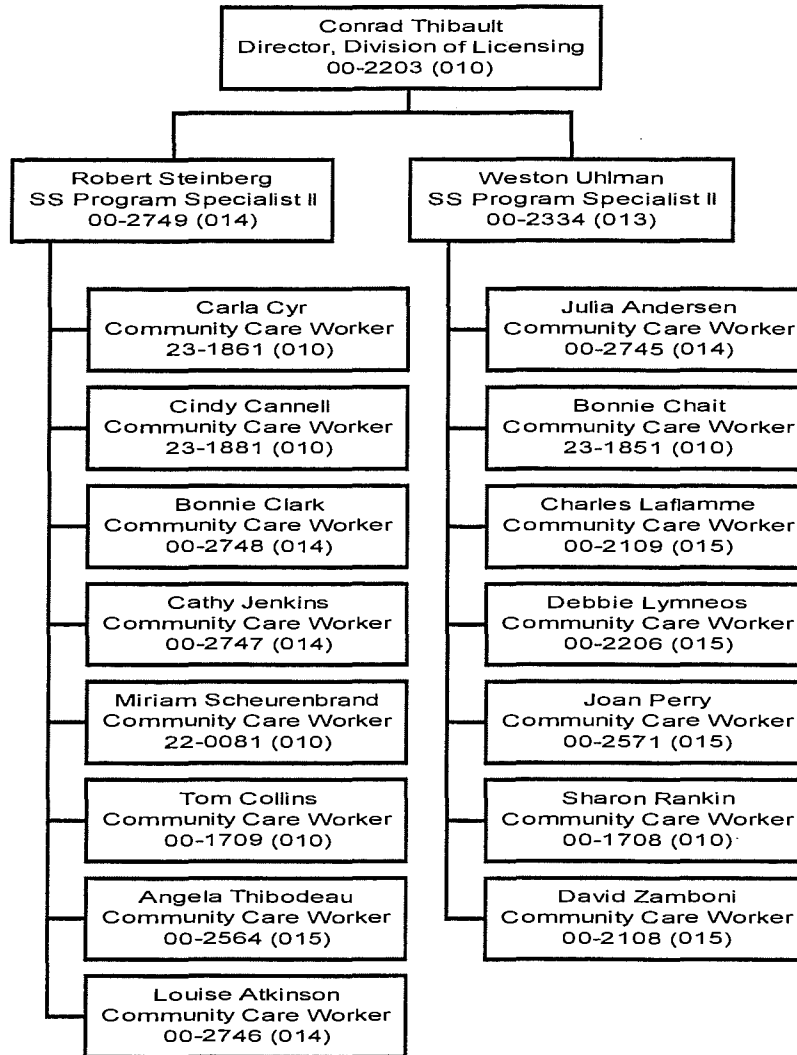 Conrad Thibault
Director, Division of Licensing
00-2203 (010)
Robert Steinberg
SS Program Specialist II
00-2749 (014)
Carla Cyr
Community Care Worker
23-1861 (010)
Cindy Cannell
Community Care Worker
23-1881 (010)
Bonnie Clark
Community Care Worker
00-2748 (014)
Cathy Jenkins
Community Care Worker
00-2747 (014)
Miriam Scheurenbrand
Community Care Worker
22-0081 (010)
Tom Collins
Community Care Worker
00-1709 (010)
Angela Thibodeau
Community Care Worker
00-2564 (015)
Louise Atkinson
Community Care Worker
00-2746 (014)
Weston Uhlman
SS Program Specialist II
00-2334 (013)
Julia Andersen
Community Care Worker
00-2745 (014)
Bonnie Chait
Community Care Worker
23-1851 (010)
Charles Laflamme
Community Care Worker
00-2109 (015)
Debbie Lymneos
Community Care Worker
00-2206 (015)
Joan Perry
Community Care Worker
00-2571 (015)
Sharon Rankin
Community Care Worker
00-1708 (010)
David Zamboni
Community Care Worker
00-2108 (015)